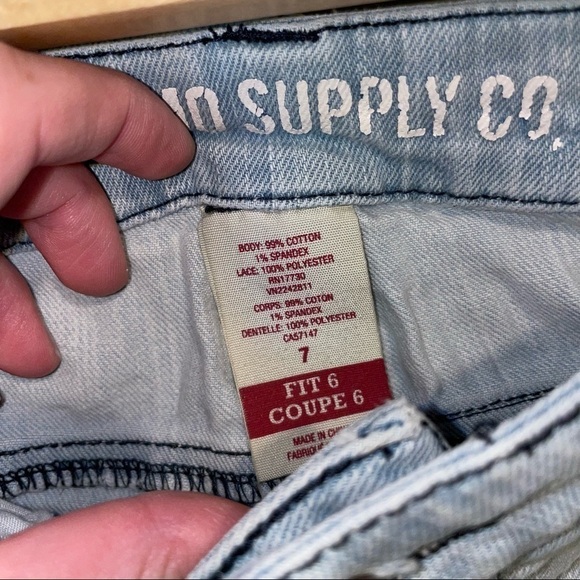 SUPPLY CO.
BODY: 99% COTTON
1% SPANDEX
LACE: 100% POLYESTER
RN17730
VN2242811
CORPS: 99% COTON
1% SPANDEX
DENTELLE: 100% POLYESTER
CA57147
7
FIT 6
COUPE 6
MADE IN